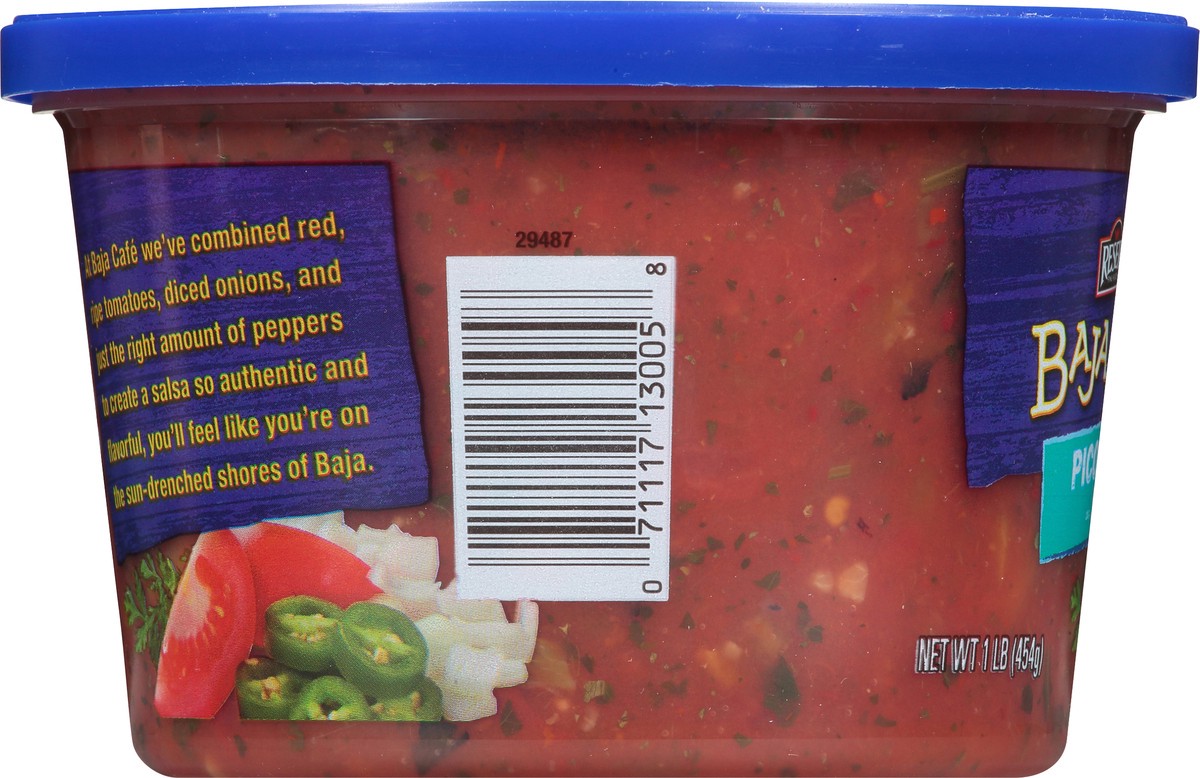 At Baja Café we've combined red,
ripe tomatoes, diced onions, and
just the right amount of peppers
to create a salsa so authentic and
flavorful, you'll feel like you're on
the sun-drenched shores of Baja.
29487
0 71117 13005 8
RESE
BAJA
PIC
NET WT 1 LB (454g)